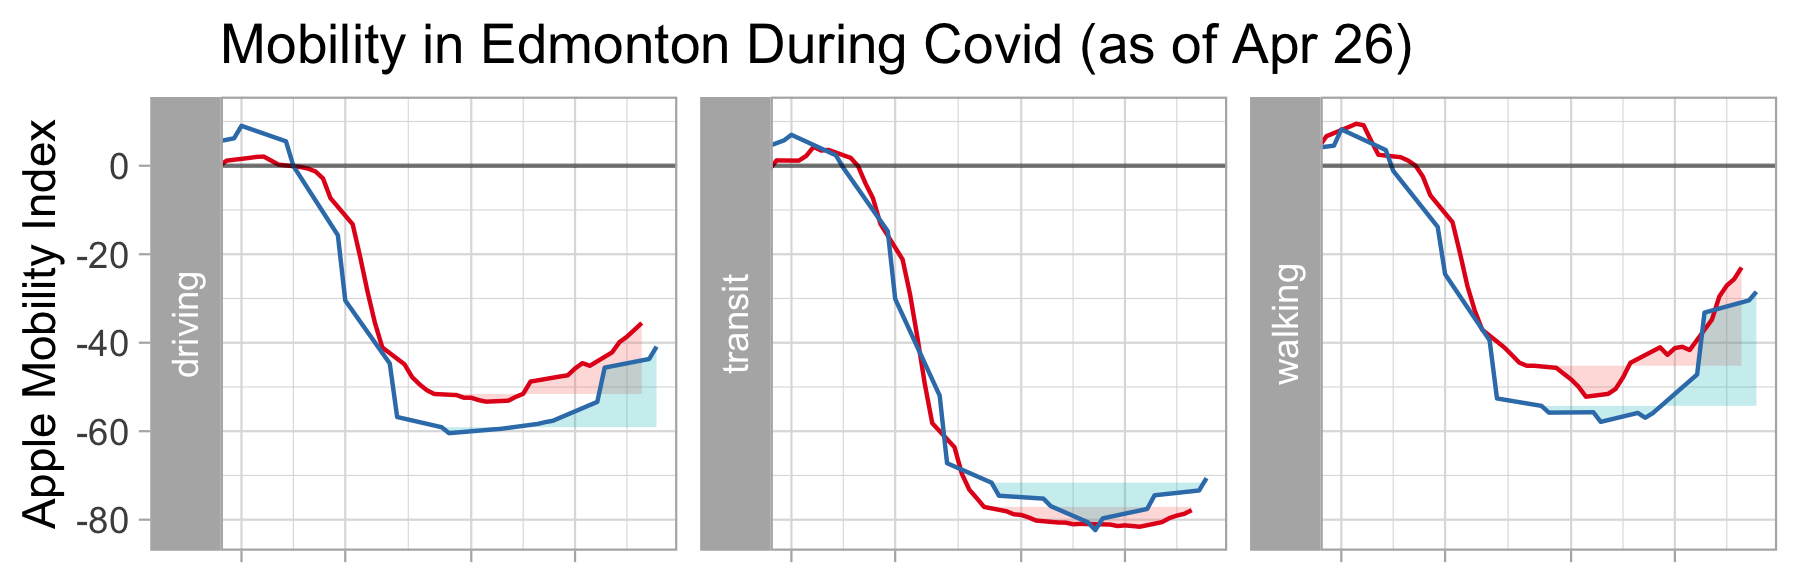 Mobility in Edmonton During Covid (as of Apr 26)
Apple Mobility Index
0
-20
-40
-60
-80
driving
transit
walking